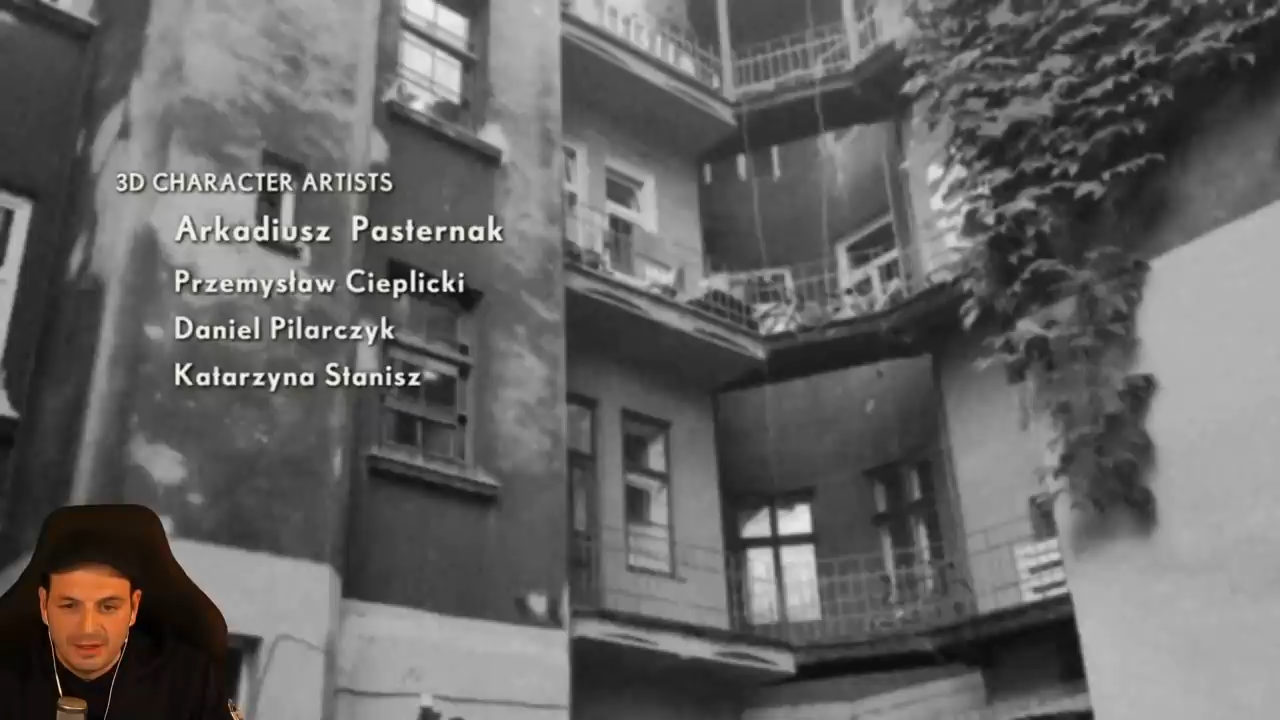 3D CHARACTER ARTISTS
Arkadiusz Pasternak
Przemysław Cieplicki
Daniel Pilarczyk
Katarzyna Stanisz